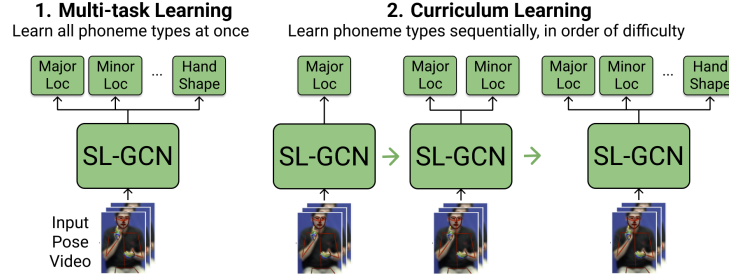 1. Multi-task Learning
Learn all phoneme types at once
Major Loc
Minor Loc
...
Hand Shape
SL-GCN
Input
Pose
Video
2. Curriculum Learning
Learn phoneme types sequentially, in order of difficulty
Major Loc
SL-GCN
Major Loc
Minor Loc
SL-GCN
Major Loc
Minor Loc
...
Hand Shape
SL-GCN